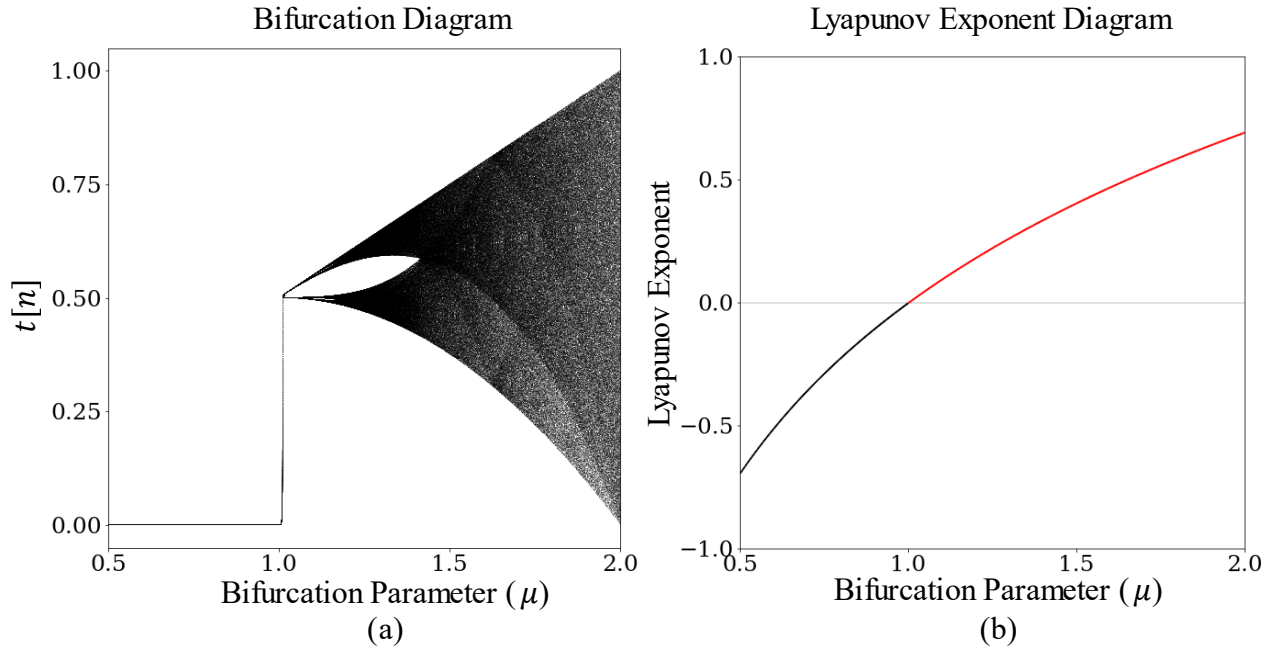 Bifurcation Diagram
1.00
0.75
0.50
0.25
0.00
t[n]
0.5
1.0
1.5
2.0
Bifurcation Parameter (μ)
(a)
Lyapunov Exponent Diagram
1.0
0.5
0.0
−0.5
−1.0
Lyapunov Exponent
0.5
1.0
1.5
2.0
Bifurcation Parameter (μ)
(b)